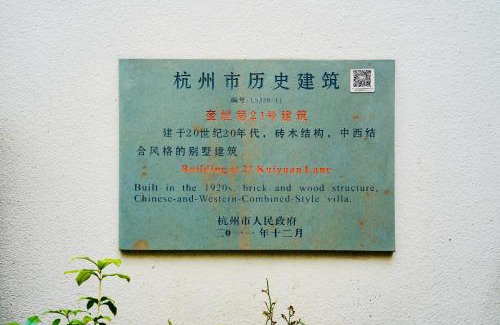 杭州市历史建筑
奎垣巷21号建筑
建于20世纪20年代，砖木结构，中西结
合风格的别墅建筑
Building at 21 Kuiyuan Lane
Built in the 1920s, brick and wood structure,
Chinese-and-Western-Combined-Style villa.
杭州市人民政府
二〇一一年十二月